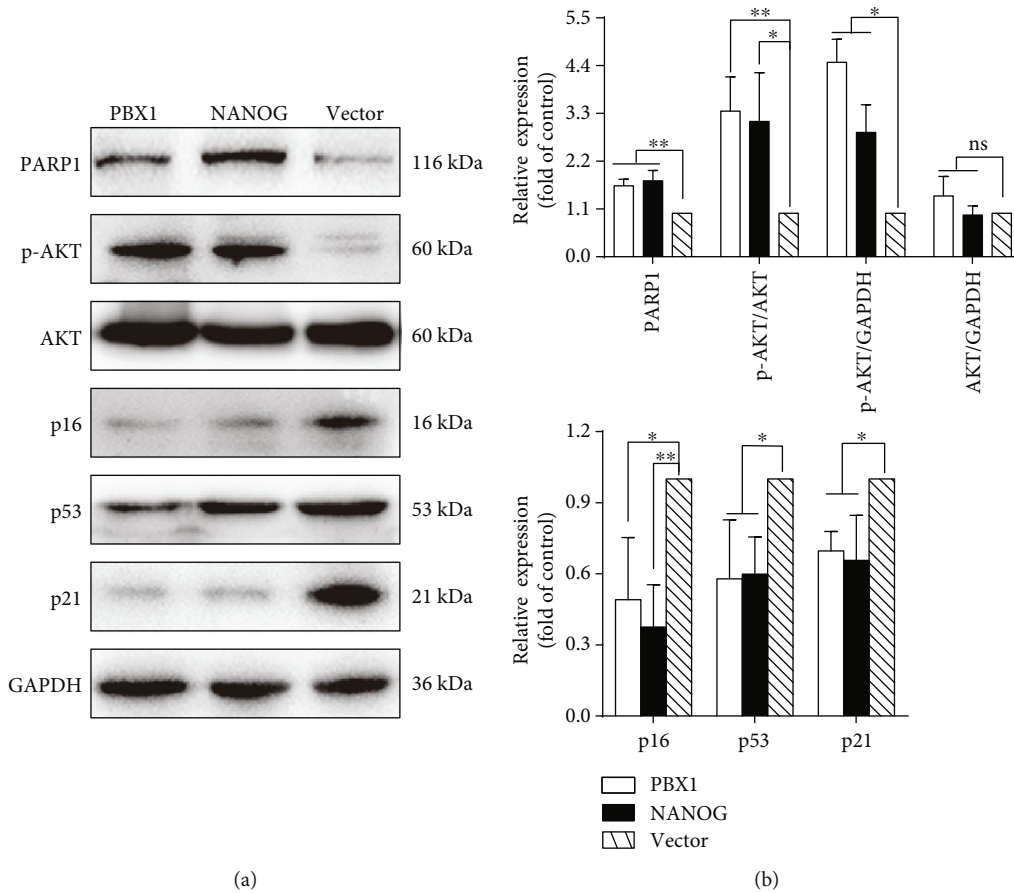 PBX1 NANOG Vector
PARP1 116 kDa
p-AKT 60 kDa
AKT 60 kDa
p16 16 kDa
p53 53 kDa
p21 21 kDa
GAPDH 36 kDa
(a)
Relative expression
(fold of control)
5.5
4.4
3.3
2.2
1.1
0.0
**
**
*
*
ns
PARP1
p-AKT/AKT
p-AKT/GAPDH
AKT/GAPDH
Relative expression
(fold of control)
1.2
0.9
0.6
0.3
0.0
*
**
*
*
p16 p53 p21
PBX1
NANOG
Vector
(b)